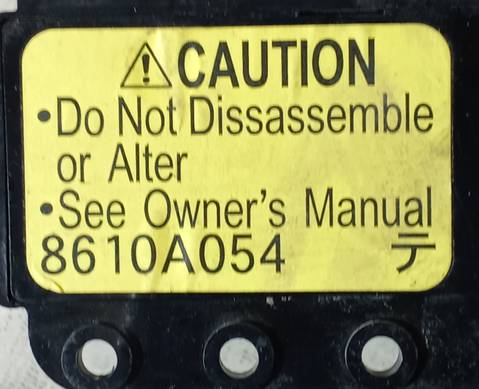 ⚠CAUTION
•Do Not Dissassemble
or Alter
•See Owner's Manual
8610A054 テ